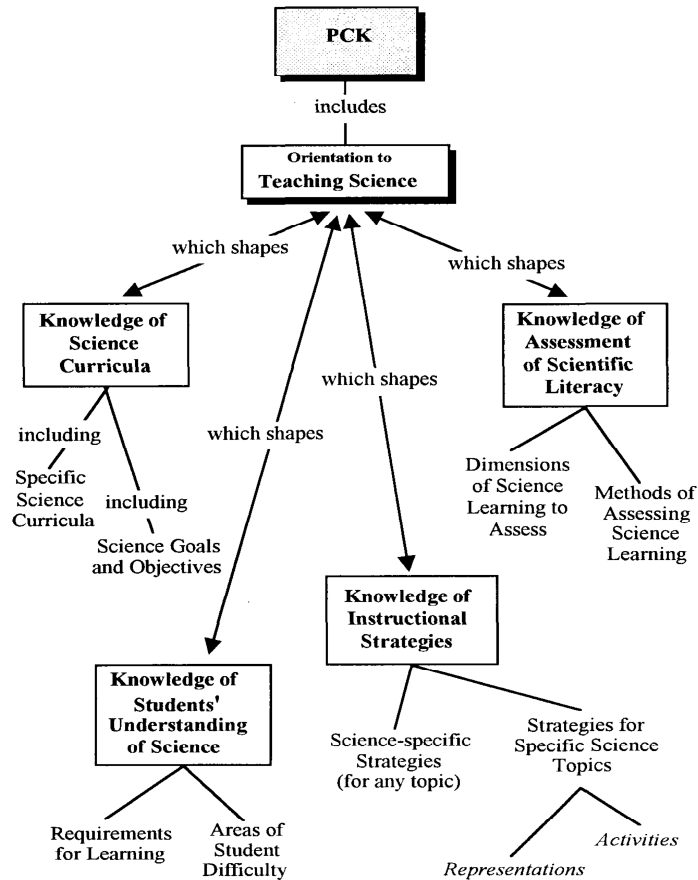 PCK
includes
Orientation to
Teaching Science
which shapes
which shapes
which shapes
which shapes
Knowledge of
Science
Curricula
including
Specific
Science
Curricula
including
Science Goals
and Objectives
Knowledge of
Assessment
of Scientific
Literacy
Dimensions
of Science
Learning to
Assess
Methods of
Assessing
Science
Learning
Knowledge of
Instructional
Strategies
Science-specific
Strategies
(for any topic)
Strategies for
Specific Science
Topics
Representations
Activities
Knowledge of
Students'
Understanding
of Science
Requirements
for Learning
Areas of
Student
Difficulty